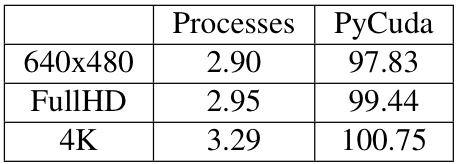 Processes PyCuda
640x480 2.90 97.83
FullHD 2.95 99.44
4K 3.29 100.75